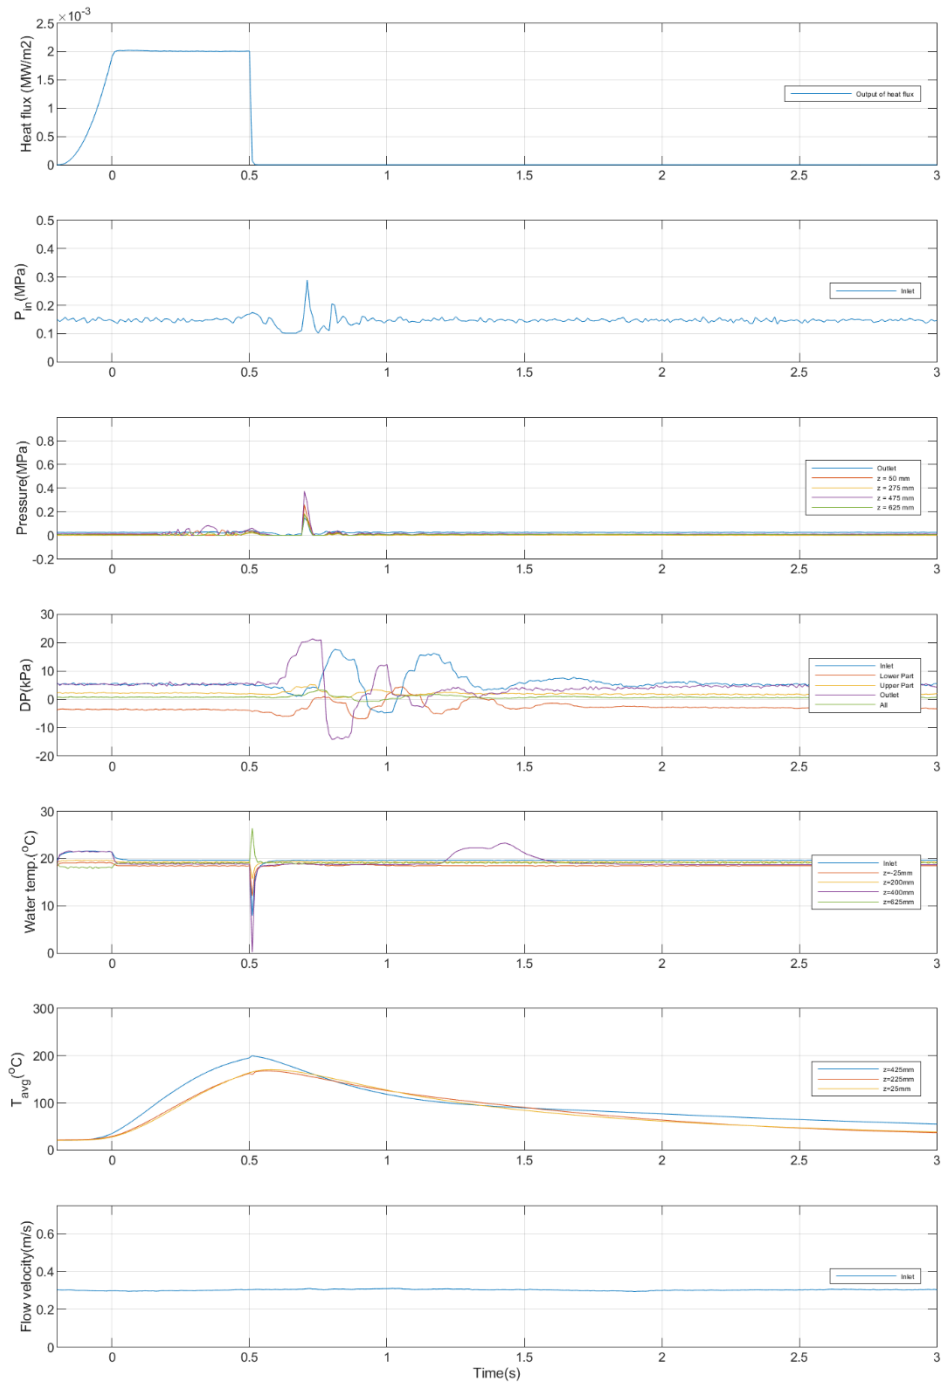 ×10⁻³
2.5
2
1.5
1
0.5
0
Heat flux (MW/m2)
Output of heat flux
0 0.5 1 1.5 2 2.5 3
0.5
0.4
0.3
0.2
0.1
0
P_in(MPa)
Inlet
0 0.5 1 1.5 2 2.5 3
0.8
0.6
0.4
0.2
0
-0.2
Pressure(MPa)
Outlet
z = 50 mm
z = 275 mm
z = 475 mm
z = 625 mm
0 0.5 1 1.5 2 2.5 3
30
20
10
0
-10
-20
DP(kPa)
Inlet
Lower Part
Upper Part
Outlet
All
0 0.5 1 1.5 2 2.5 3
30
20
10
0
Water temp.(°C)
Inlet
z=-25mm
z=200mm
z=400mm
z=625mm
0 0.5 1 1.5 2 2.5 3
300
200
100
0
T_avg(°C)
z=425mm
z=225mm
z=25mm
0 0.5 1 1.5 2 2.5 3
0.6
0.4
0.2
0
Flow velocity(m/s)
Inlet
0 0.5 1 1.5 2 2.5 3
Time(s)